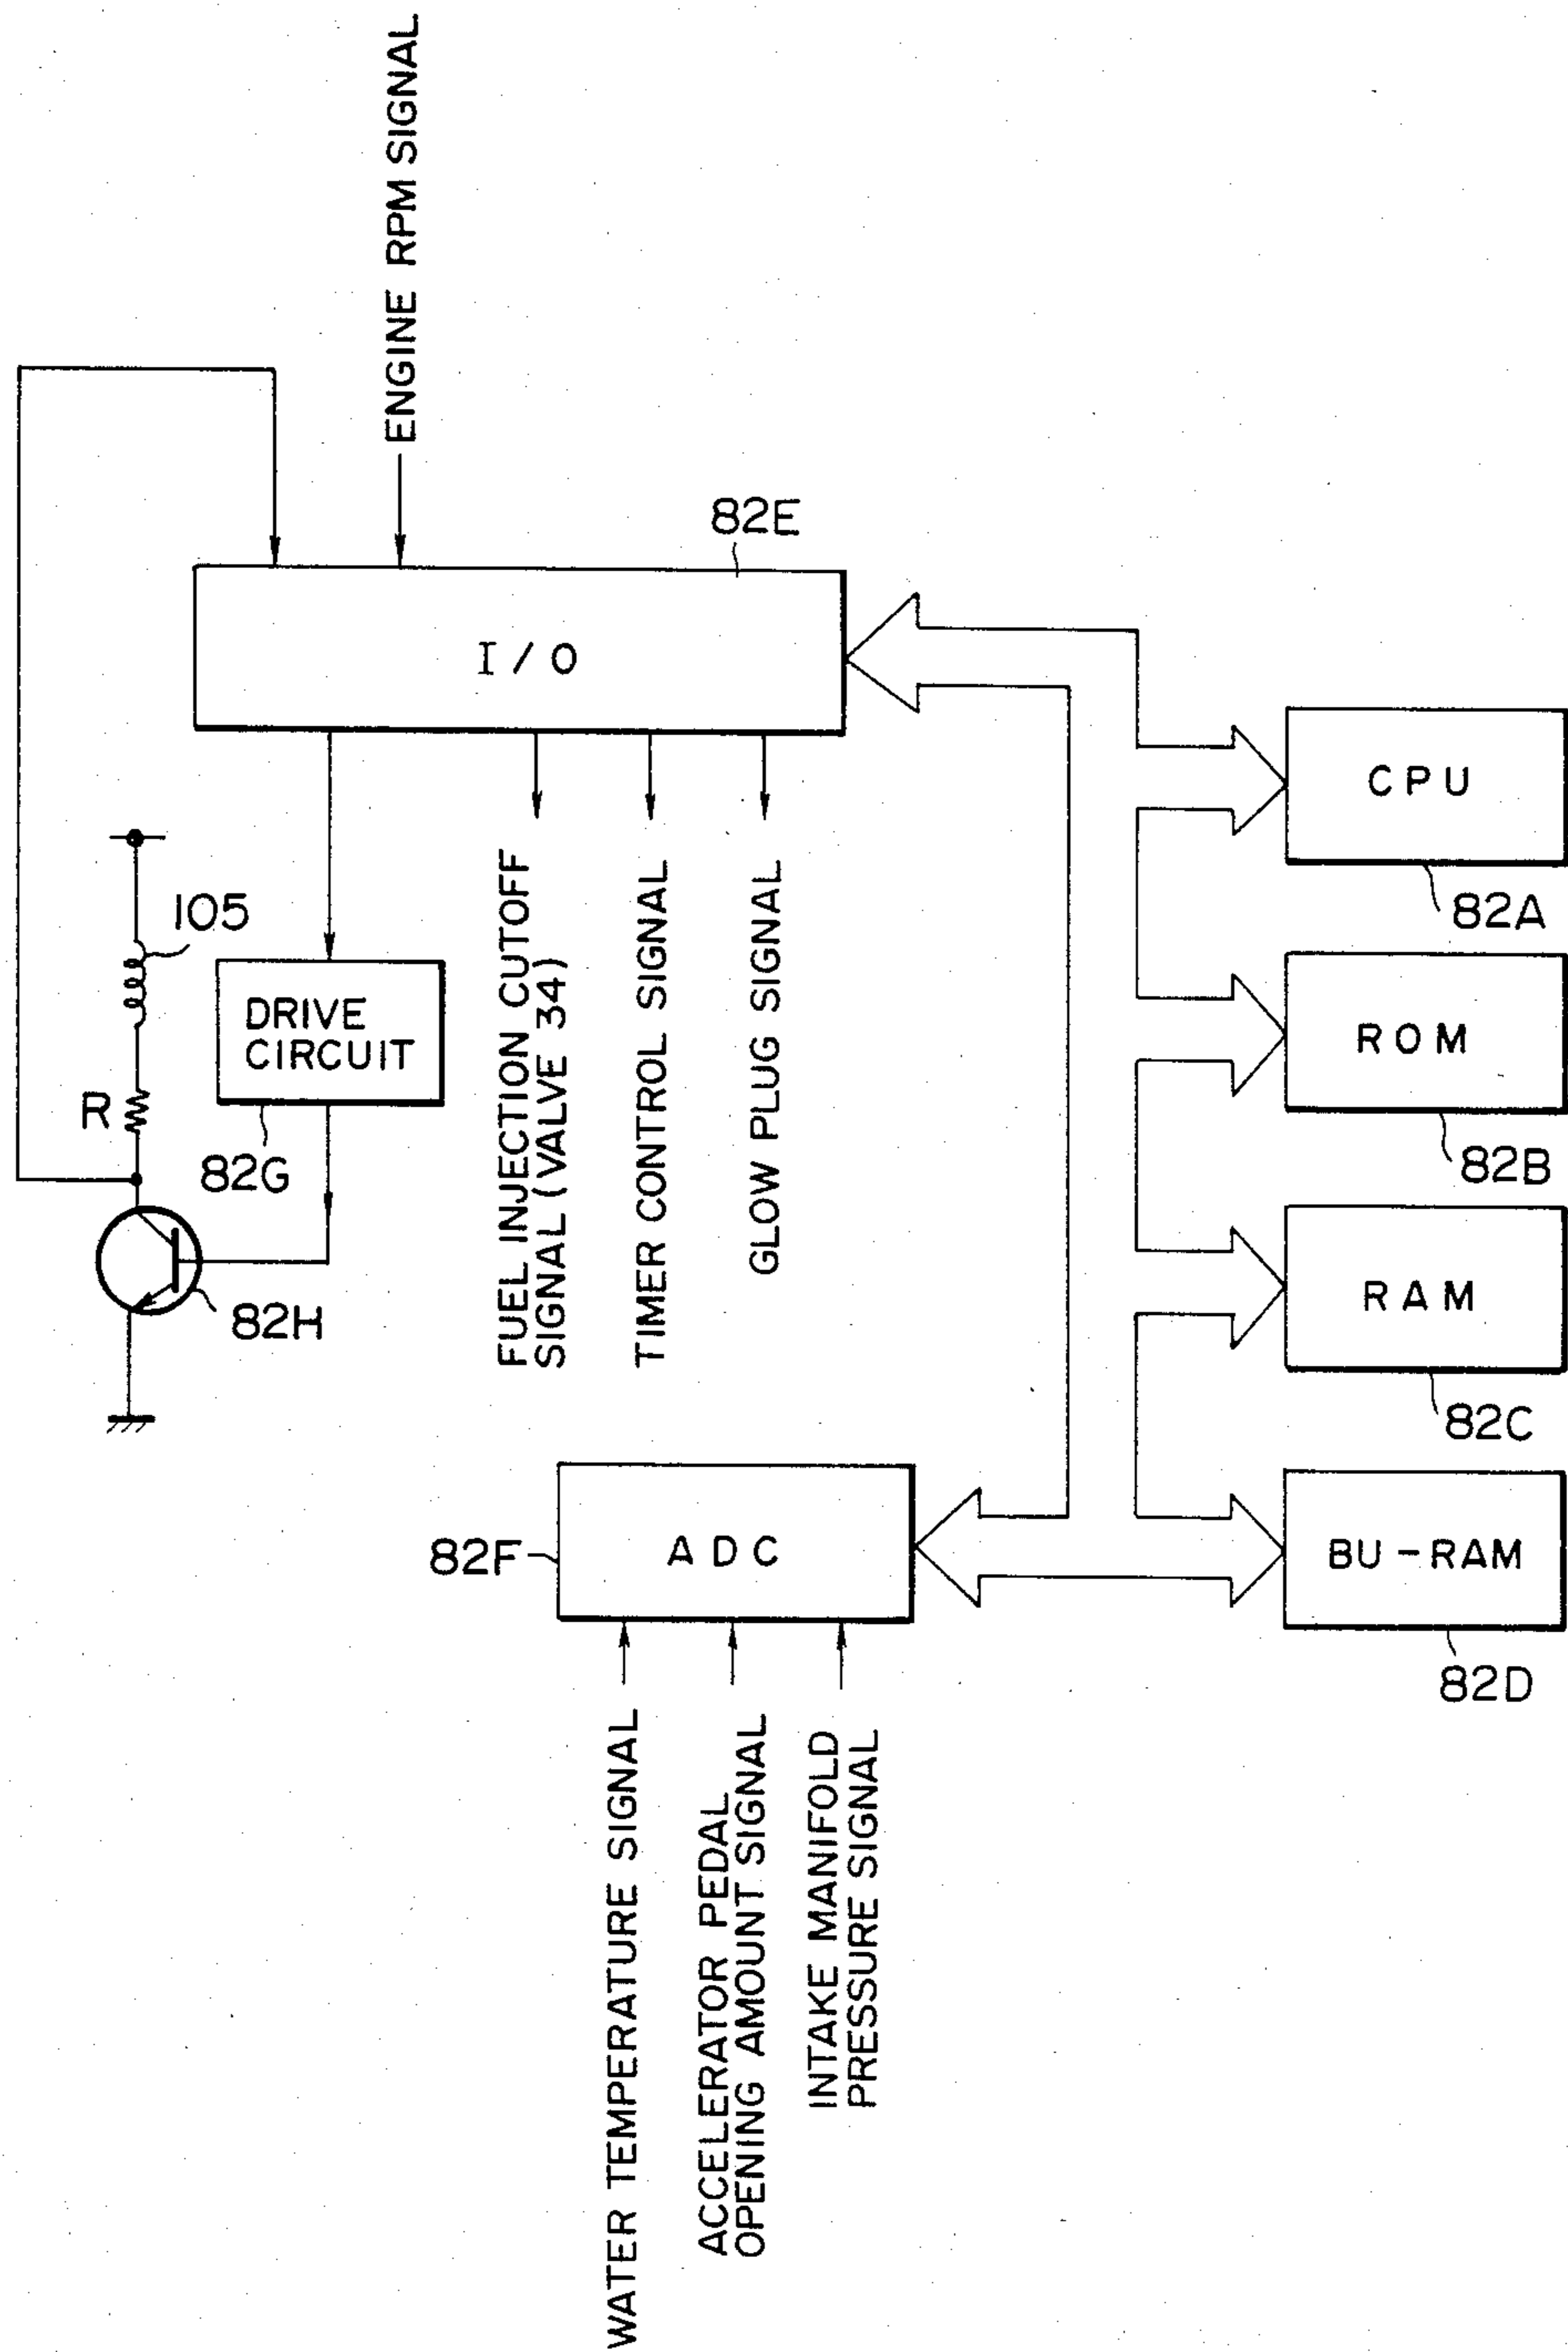 ENGINE RPM SIGNAL
82E
I/O
105
R
DRIVE
CIRCUIT
82G
82H
FUEL INJECTION CUTOFF
SIGNAL (VALVE 34)
TIMER CONTROL SIGNAL
GLOW PLUG SIGNAL
CPU
82A
ROM
82B
RAM
82C
BU-RAM
82D
82F
ADC
WATER TEMPERATURE SIGNAL
ACCELERATOR PEDAL
OPENING AMOUNT SIGNAL
INTAKE MANIFOLD
PRESSURE SIGNAL